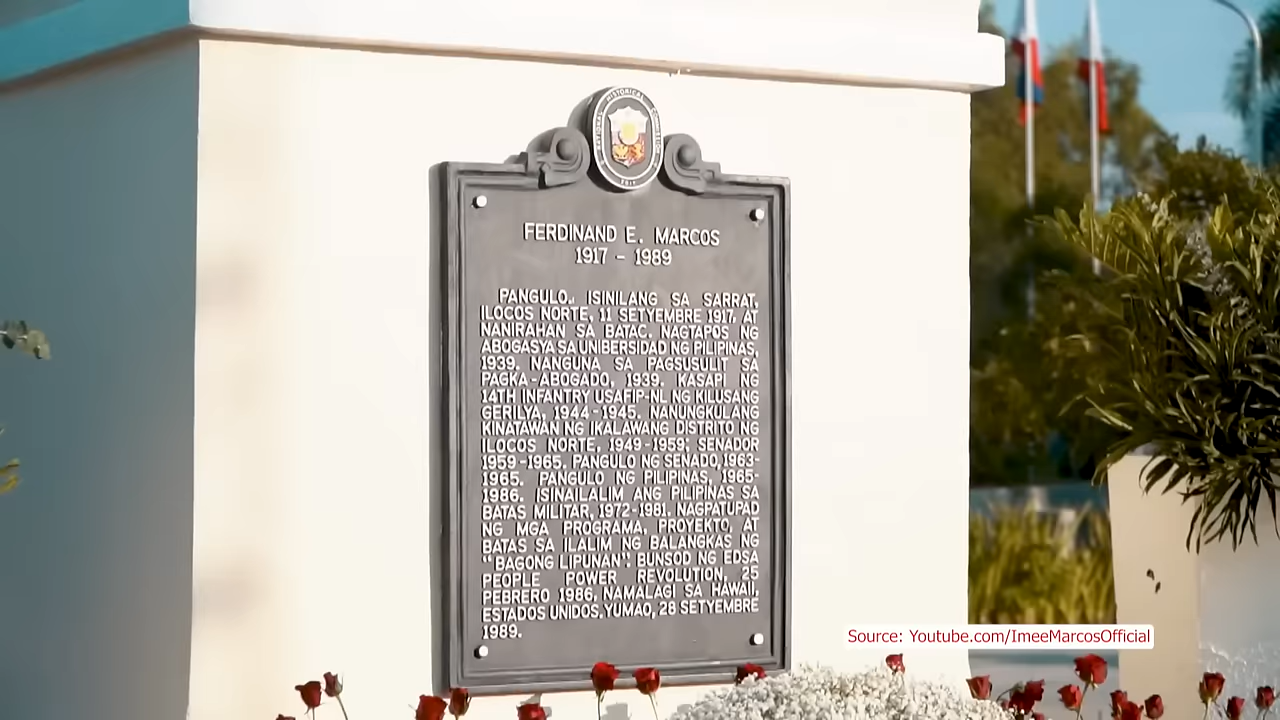 NATIONAL HISTORICAL COMMISSION
FERDINAND E. MARCOS
1917 - 1989
PANGULO. ISINILANG SA SARRAT,
ILOCOS NORTE, 11 SETYEMBRE 1917, AT
NANIRAHAN SA BATAC. NAGTAPOS NG
ABOGASYA SA UNIBERSIDAD NG PILIPINAS,
1939. NANGUNA SA PAGSUSULIT SA
PAGKA-ABOGADO, 1939. KASAPI NG
14TH INFANTRY USAFIP-NL NG KILUSANG
GERILYA, 1944-1945. NANUNGKULANG
KINATAWAN NG IKALAWANG DISTRITO NG
ILOCOS NORTE, 1949-1959; SENADOR
1959-1965. PANGULO NG SENADO, 1963-
1965. PANGULO NG PILIPINAS, 1965-
1986. ISINAILALIM ANG PILIPINAS SA
BATAS MILITAR, 1972-1981. NAGPATUPAD
NG MGA PROGRAMA, PROYEKTO, AT
BATAS SA ILALIM NG BALANGKAS NG
"BAGONG LIPUNAN". BUNSOD NG EDSA
PEOPLE POWER REVOLUTION, 25
PEBRERO 1986, NAMALAGI SA HAWAII,
ESTADOS UNIDOS. YUMAO, 28 SETYEMBRE
1989.
Source: Youtube.com/ImeeMarcosOfficial